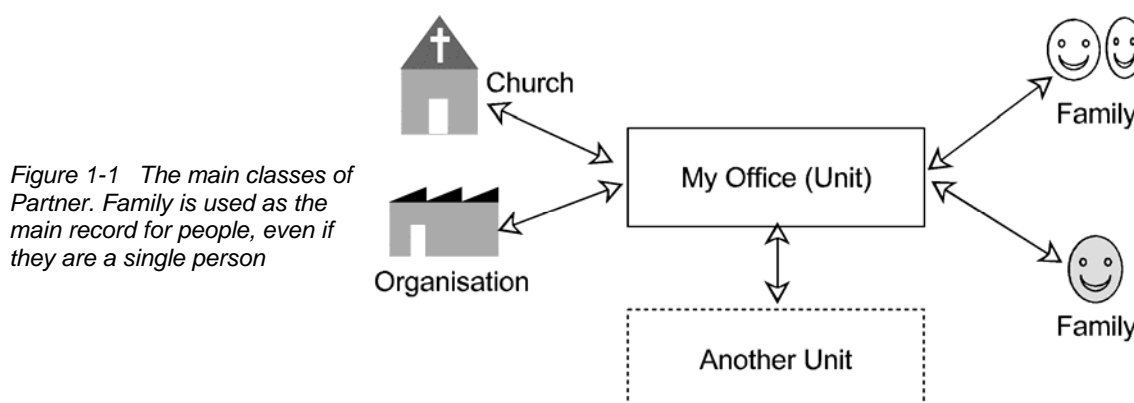 Figure 1-1 The main classes of
Partner. Family is used as the
main record for people, even if
they are a single person
Church
Organisation
My Office (Unit)
Another Unit
Family
Family